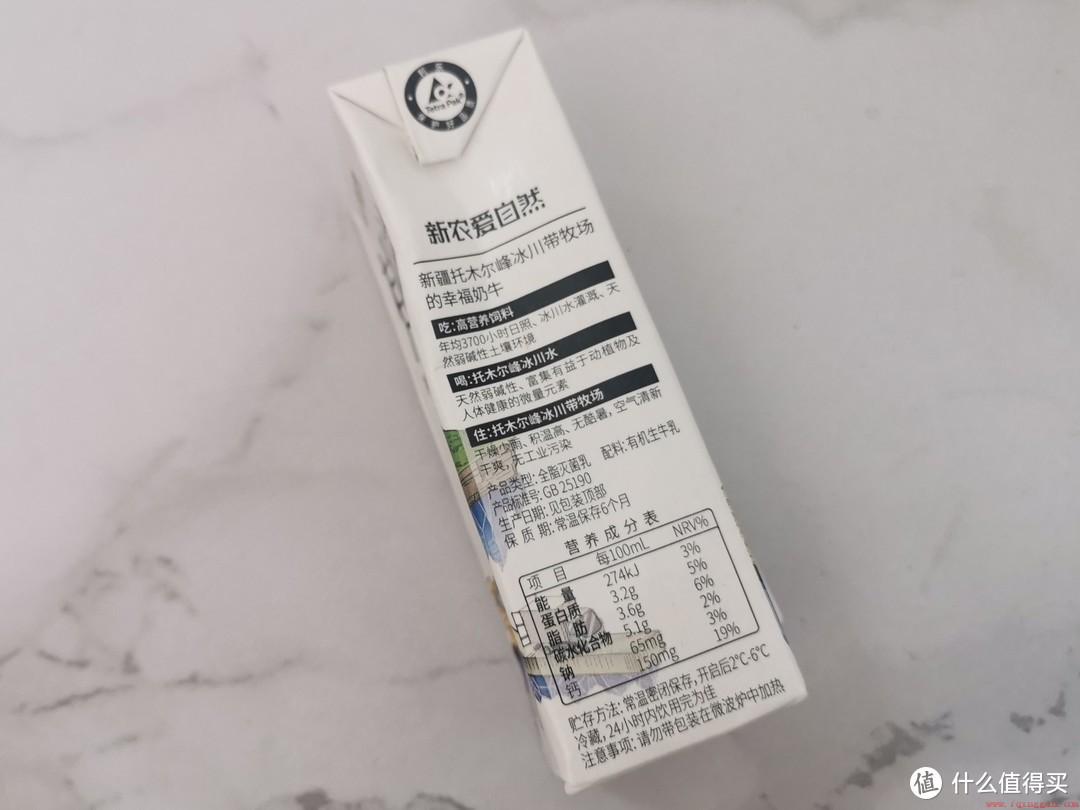 Tetra Pak
保护好品质
新农爱自然
新疆托木尔峰冰川带牧场
的幸福奶牛
吃:高营养饲料
年均3700小时日照、冰川水灌溉、天
然弱碱性土壤环境
喝:托木尔峰冰川水
天然弱碱性、富集有益于动植物及
人体健康的微量元素
住:托木尔峰冰川带牧场
干燥少雨、积温高、无酷暑,空气清新
干爽,无工业污染
产品类型:全脂灭菌乳 配料:有机生牛乳
产品标准号:GB 25190
生产日期:见包装顶部
保质期:常温保存6个月
营养成分表
项目 每100mL NRV%
能量 274kJ 3%
蛋白质 3.2g 5%
脂肪 3.6g 6%
碳水化合物 5.1g 2%
钠 65mg 3%
钙 150mg 19%
贮存方法:常温密闭保存,开启后2℃-6℃
冷藏,24小时内饮用完为佳
注意事项:请勿带包装在微波炉中加热
值 什么值得买